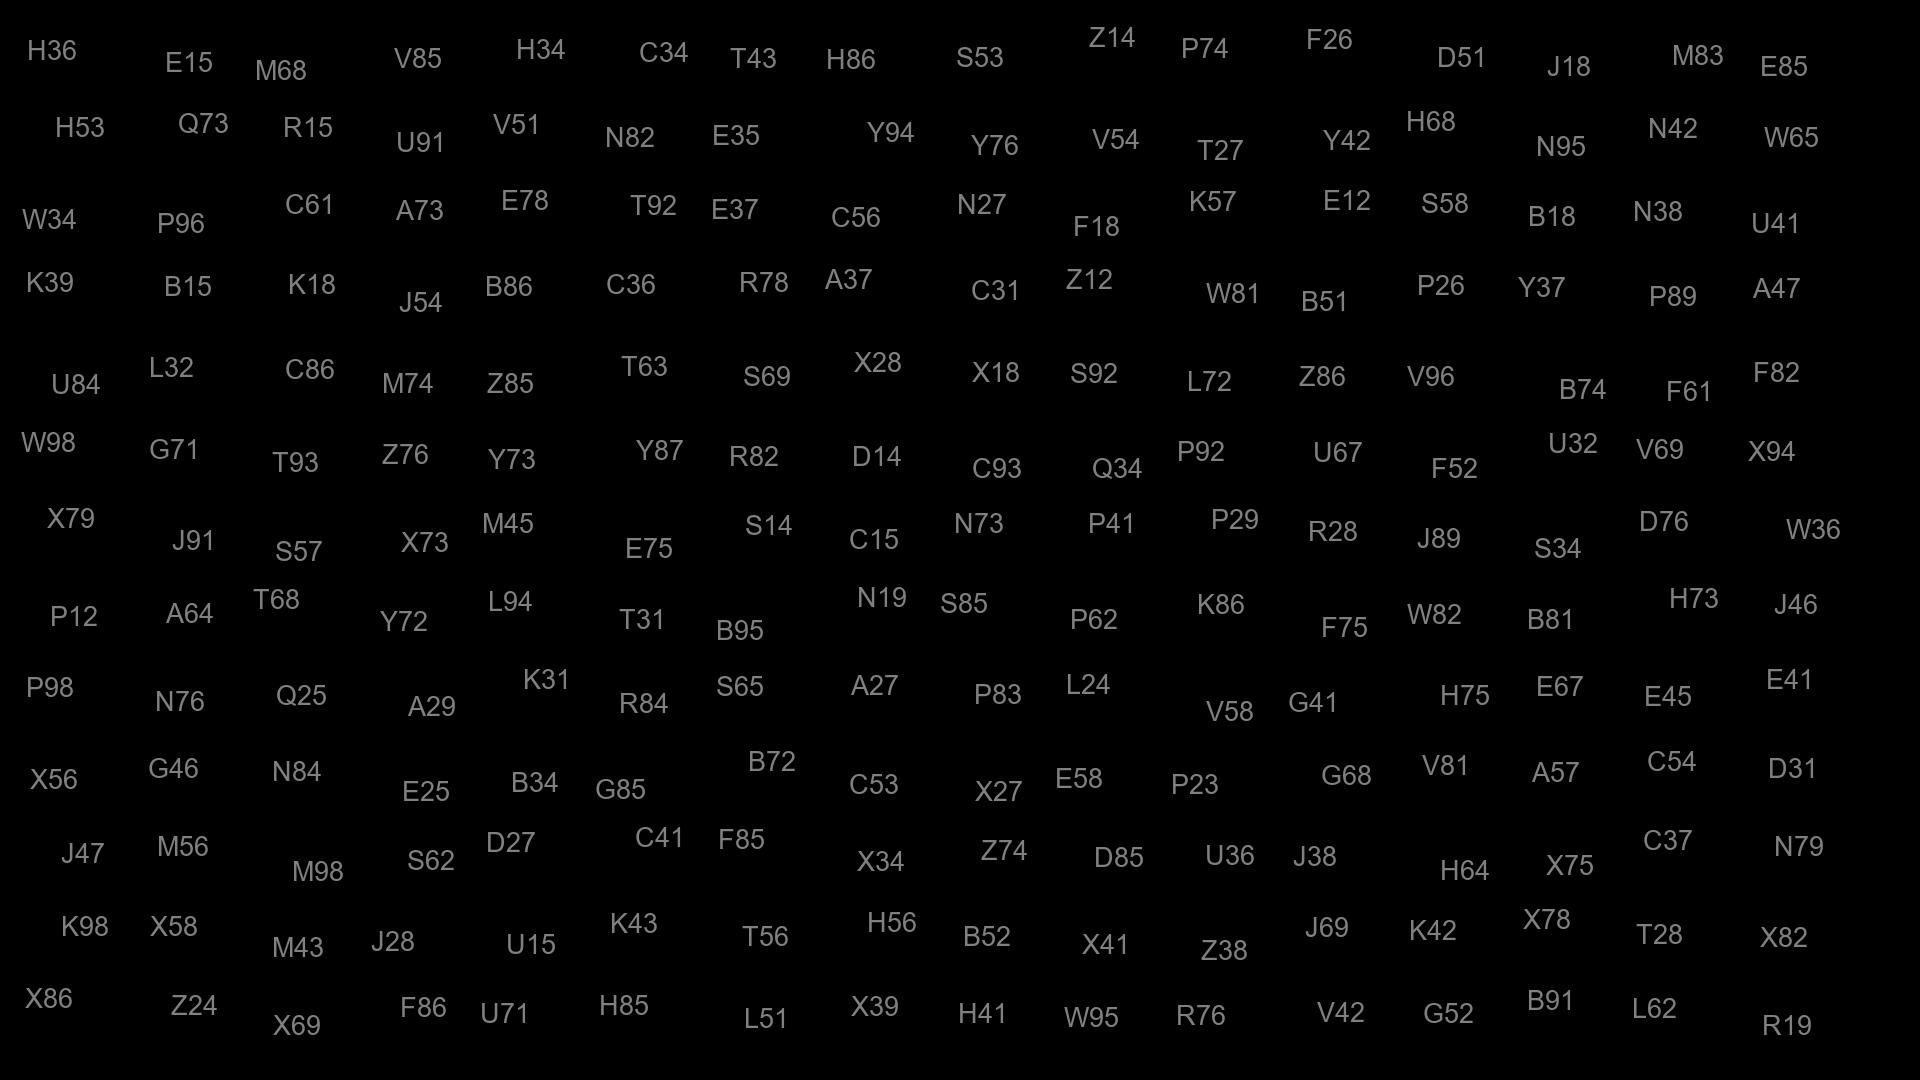 H36 E15 M68 V85 H34 C34 T43 H86 S53 Z14 P74 F26 D51 J18 M83 E85
H53 Q73 R15 U91 V51 N82 E35 Y94 Y76 V54 T27 Y42 H68 N95 N42 W65
W34 P96 C61 A73 E78 T92 E37 C56 N27 F18 K57 E12 S58 B18 N38 U41
K39 B15 K18 J54 B86 C36 R78 A37 C31 Z12 W81 B51 P26 Y37 P89 A47
U84 L32 C86 M74 Z85 T63 S69 X28 X18 S92 L72 Z86 V96 B74 F61 F82
W98 G71 T93 Z76 Y73 Y87 R82 D14 C93 Q34 P92 U67 F52 U32 V69 X94
X79 J91 S57 X73 M45 E75 S14 C15 N73 P41 P29 R28 J89 S34 D76 W36
P12 A64 T68 Y72 L94 T31 B95 N19 S85 P62 K86 F75 W82 B81 H73 J46
P98 N76 Q25 A29 K31 R84 S65 A27 P83 L24 V58 G41 H75 E67 E45 E41
X56 G46 N84 E25 B34 G85 B72 C53 X27 E58 P23 G68 V81 A57 C54 D31
J47 M56 M98 S62 D27 C41 F85 X34 Z74 D85 U36 J38 H64 X75 C37 N79
K98 X58 M43 J28 U15 K43 T56 H56 B52 X41 Z38 J69 K42 X78 T28 X82
X86 Z24 X69 F86 U71 H85 L51 X39 H41 W95 R76 V42 G52 B91 L62 R19